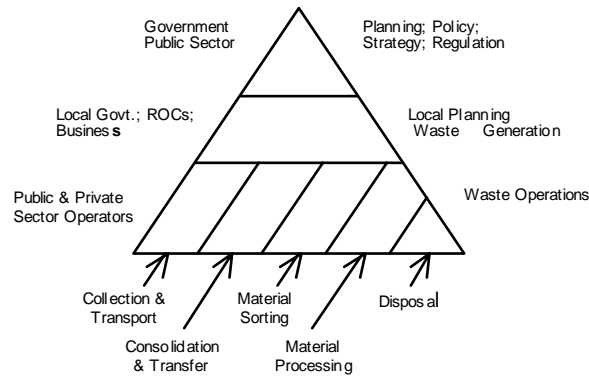 Government
Public Sector
Planning; Policy;
Strategy; Regulation
Local Govt.; ROCs;
Business
Local Planning
Waste Generation
Public & Private
Sector Operators
Waste Operations
Collection &
Transport
Material
Sorting
Disposal
Consolidation
& Transfer
Material
Processing